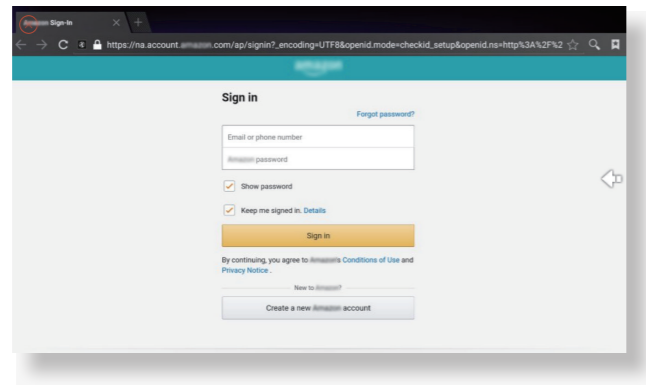 Sign-In
https://na.account. .com/ap/signin?_encoding=UTF8&openid.mode=checkid_setup&openid.ns=http%3A%2F%2
Sign in
Forgot password?
Email or phone number
password
Show password
Keep me signed in. Details
Sign in
By continuing, you agree to Conditions of Use and
Privacy Notice .
New to ?
Create a new account